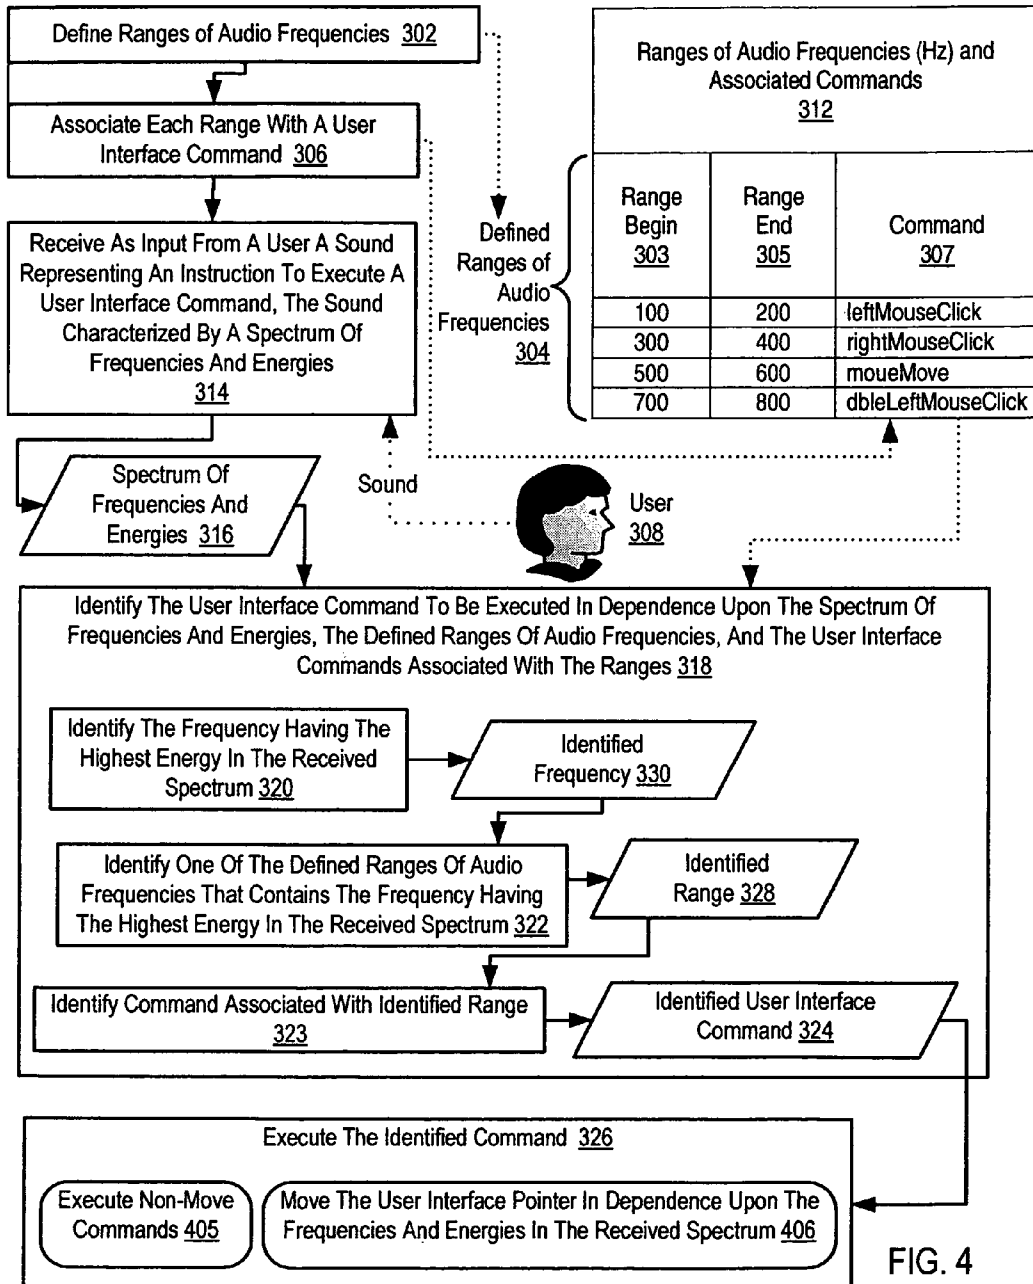 Define Ranges of Audio Frequencies 302
Associate Each Range With A User
Interface Command 306
Receive As Input From A User A Sound
Representing An Instruction To Execute A
User Interface Command, The Sound
Characterized By A Spectrum Of
Frequencies And Energies
314
Ranges of Audio Frequencies (Hz) and
Associated Commands
312
Defined
Ranges of
Audio
Frequencies
304
Range
Begin
303
Range
End
305
Command
307
100 200 leftMouseClick
300 400 rightMouseClick
500 600 moueMove
700 800 dbleLeftMouseClick
Spectrum Of
Frequencies And
Energies 316
Sound
User
308
Identify The User Interface Command To Be Executed In Dependence Upon The Spectrum Of
Frequencies And Energies, The Defined Ranges Of Audio Frequencies, And The User Interface
Commands Associated With The Ranges 318
Identify The Frequency Having The
Highest Energy In The Received
Spectrum 320
Identified
Frequency 330
Identify One Of The Defined Ranges Of Audio
Frequencies That Contains The Frequency Having
The Highest Energy In The Received Spectrum 322
Identified
Range 328
Identify Command Associated With Identified Range
323
Identified User Interface
Command 324
Execute The Identified Command 326
Execute Non-Move
Commands 405
Move The User Interface Pointer In Dependence Upon The
Frequencies And Energies In The Received Spectrum 406
FIG. 4